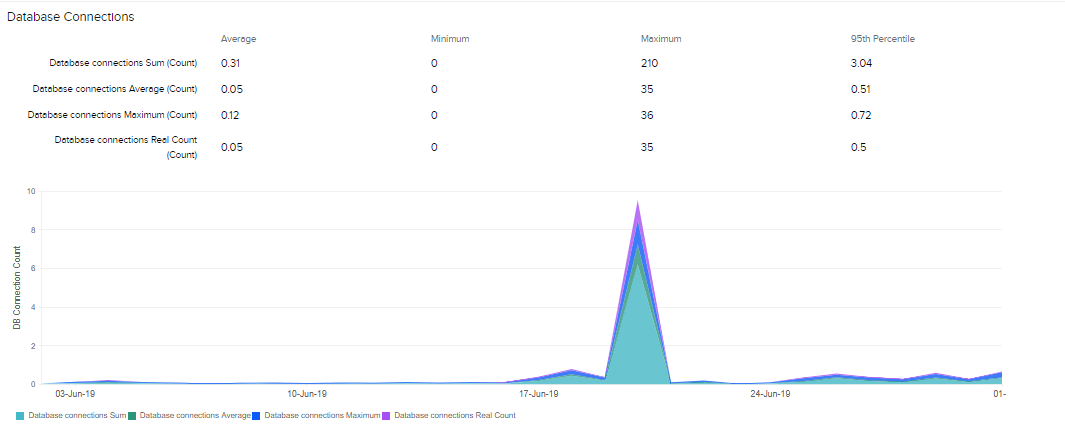 Database Connections
Average Minimum Maximum 95th Percentile
Database connections Sum (Count) 0.31 0 210 3.04
Database connections Average (Count) 0.05 0 35 0.51
Database connections Maximum (Count) 0.12 0 36 0.72
Database connections Real Count
(Count) 0.05 0 35 0.5
DB Connection Count
10
8
6
4
2
0
03-Jun-19 10-Jun-19 17-Jun-19 24-Jun-19 01-
Database connections Sum Database connections Average Database connections Maximum Database connections Real Count